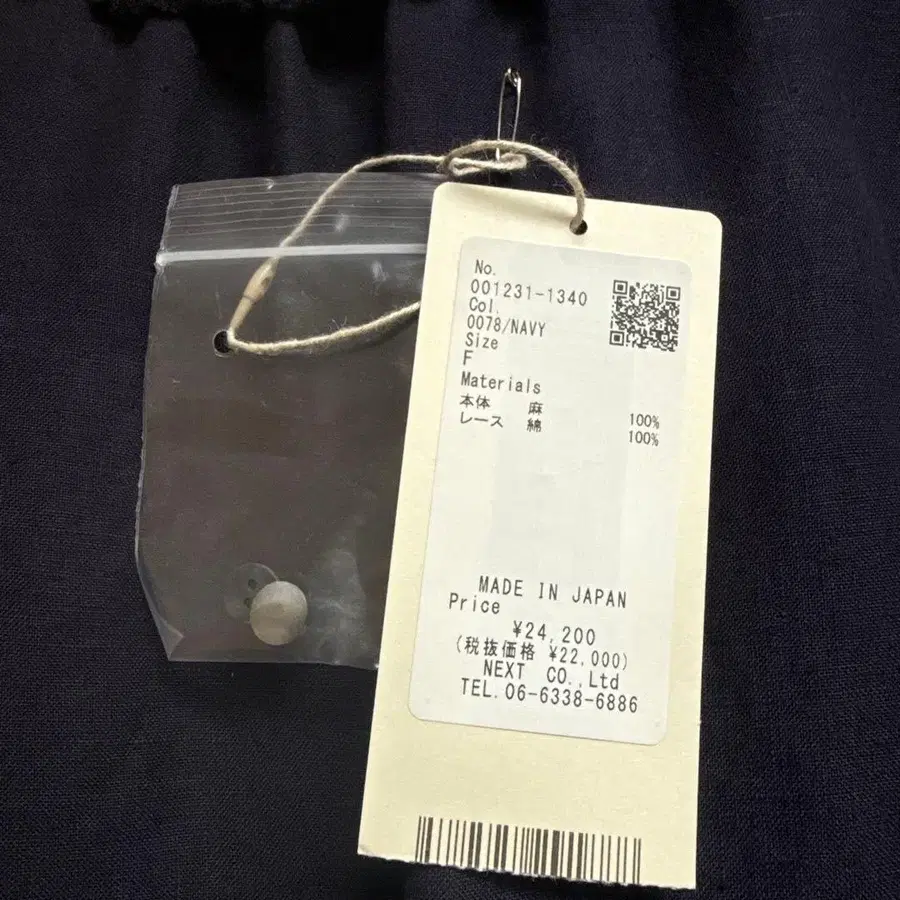 No.
001231-1340
Col.
0078/NAVY
Size
F
Materials
本体 麻 100%
レース 綿 100%
MADE IN JAPAN
Price
¥24,200
(税抜価格 ¥22,000)
NEXT CO.,Ltd
TEL.06-6338-6886